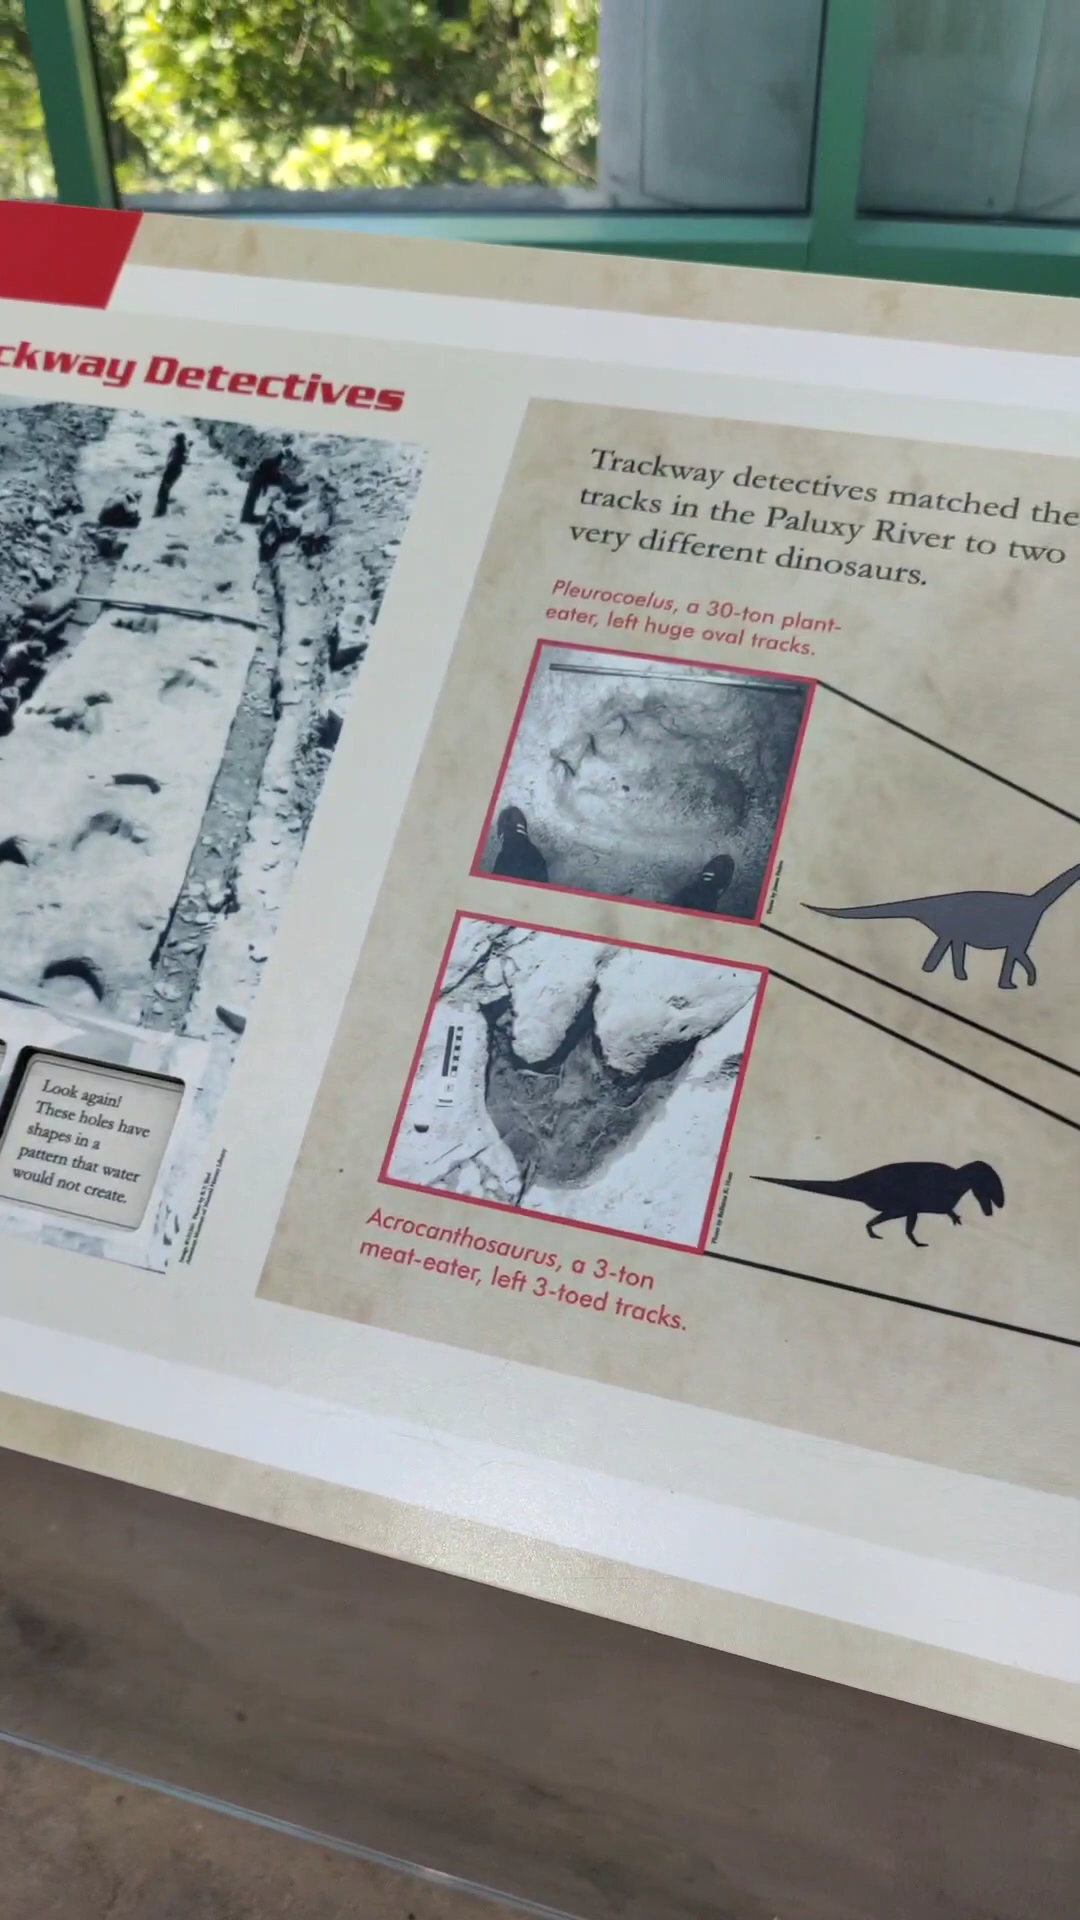 ckway Detectives
Look again!
These holes have
shapes in a
pattern that water
would not create.
Trackway detectives matched the
tracks in the Paluxy River to two
very different dinosaurs.
Pleurocoelus, a 30-ton plant-
eater, left huge oval tracks.
Acrocanthosaurus, a 3-ton
meat-eater, left 3-toed tracks.